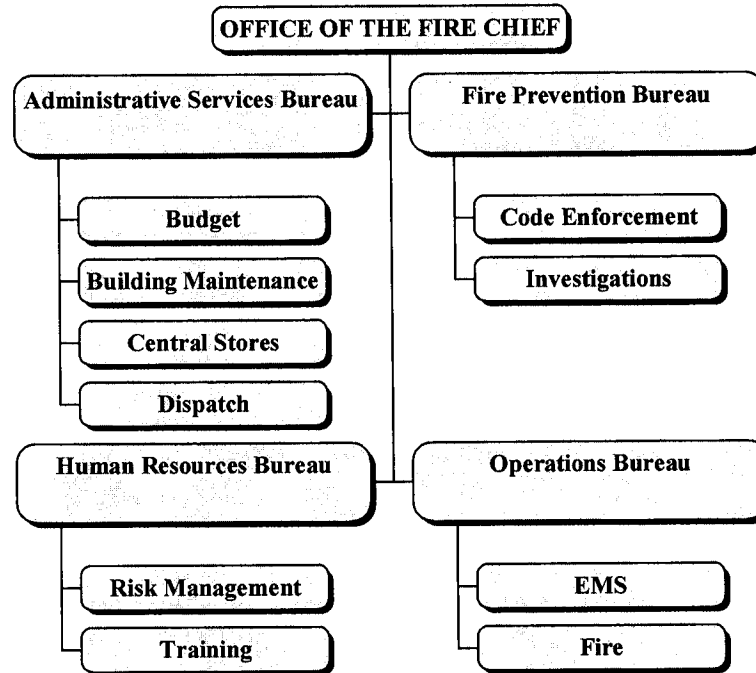 OFFICE OF THE FIRE CHIEF
Administrative Services Bureau
Budget
Building Maintenance
Central Stores
Dispatch
Fire Prevention Bureau
Code Enforcement
Investigations
Human Resources Bureau
Risk Management
Training
Operations Bureau
EMS
Fire